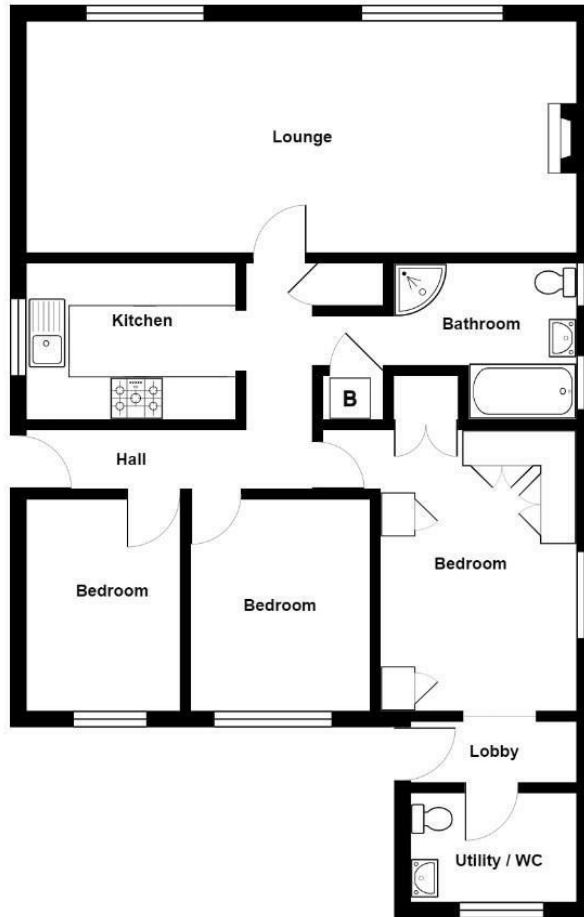 Lounge
Kitchen
Bathroom
B
Hall
Bedroom
Bedroom
Bedroom
Lobby
Utility / WC